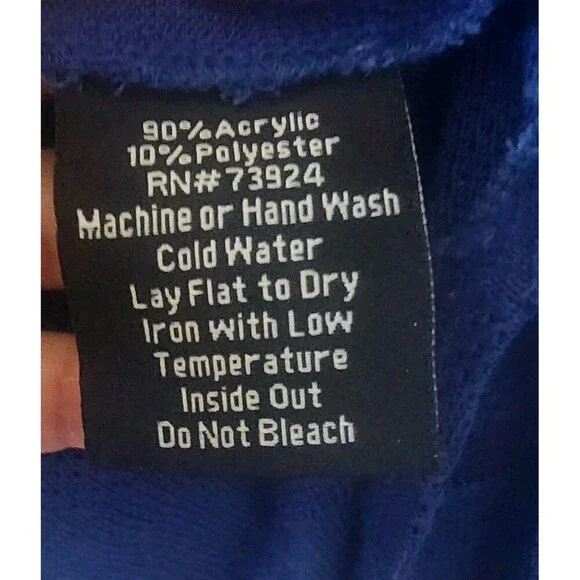 90%Acrylic
10%Polyester
RN#73924
Machine or Hand Wash
Cold Water
Lay Flat to Dry
Iron with Low
Temperature
Inside Out
Do Not Bleach